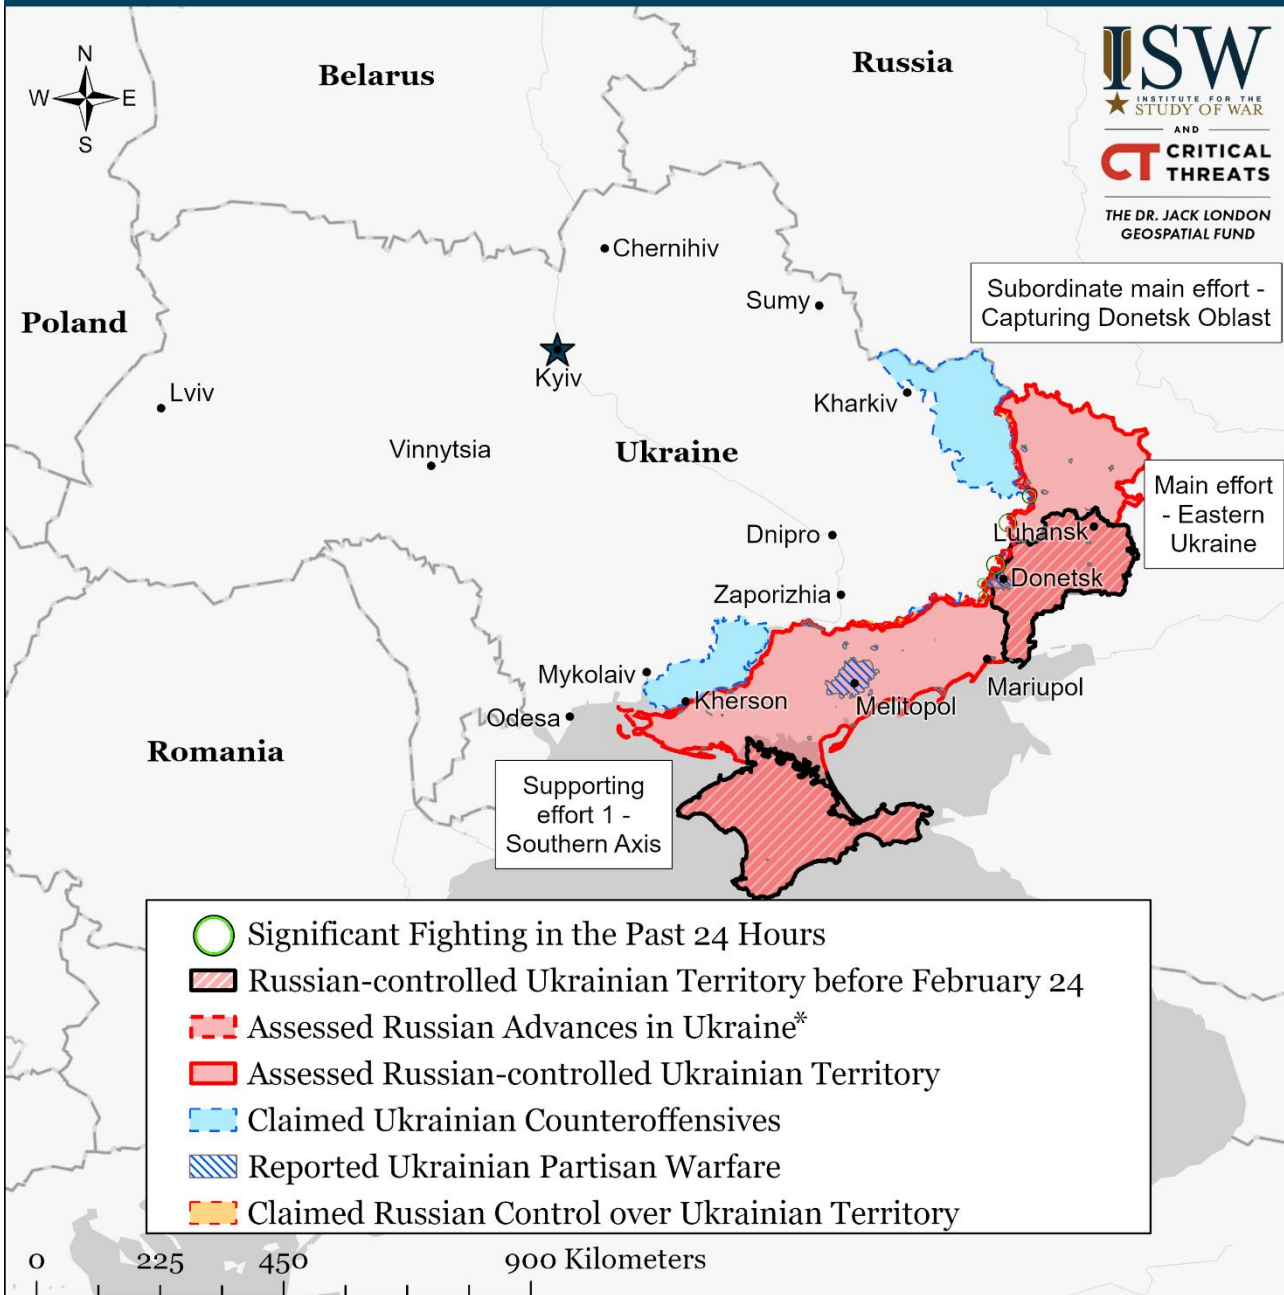 N
W E
S
Belarus
Russia
ISW
INSTITUTE FOR THE
STUDY OF WAR
AND
CT CRITICAL
THREATS
THE DR. JACK LONDON
GEOSPATIAL FUND
Chernihiv
Subordinate main effort -
Capturing Donetsk Oblast
Sumy
Poland
Kyiv
Lviv
Kharkiv
Vinnytsia
Ukraine
Main effort
- Eastern
Ukraine
Dnipro
Luhansk
Donetsk
Zaporizhia
Mykolaiv
Mariupol
Kherson
Melitopol
Odesa
Romania
Supporting
effort 1 -
Southern Axis
Significant Fighting in the Past 24 Hours
Russian-controlled Ukrainian Territory before February 24
Assessed Russian Advances in Ukraine*
Assessed Russian-controlled Ukrainian Territory
Claimed Ukrainian Counteroffensives
Reported Ukrainian Partisan Warfare
Claimed Russian Control over Ukrainian Territory
0 225 450 900 Kilometers